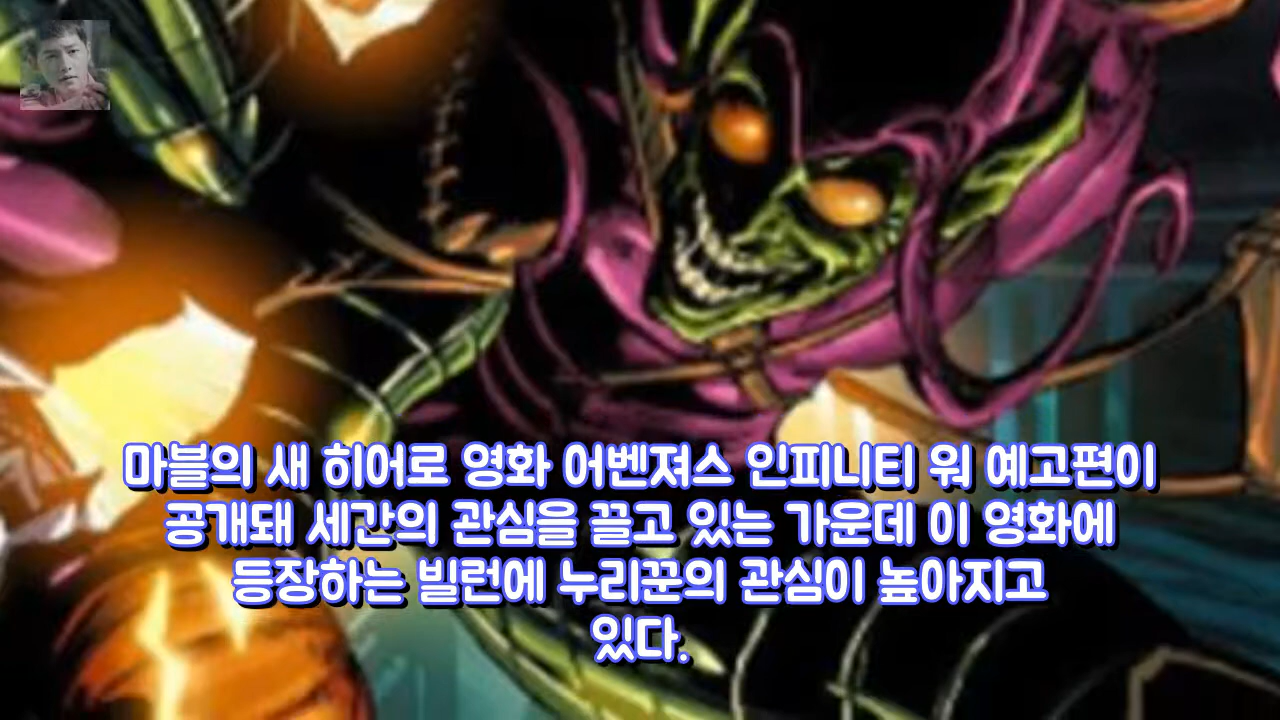 마블의 새 히어로 영화 어벤져스 인피니티 워 예고편이
공개돼 세간의 관심을 끌고 있는 가운데 이 영화에
등장하는 빌런에 누리꾼의 관심이 높아지고
있다.